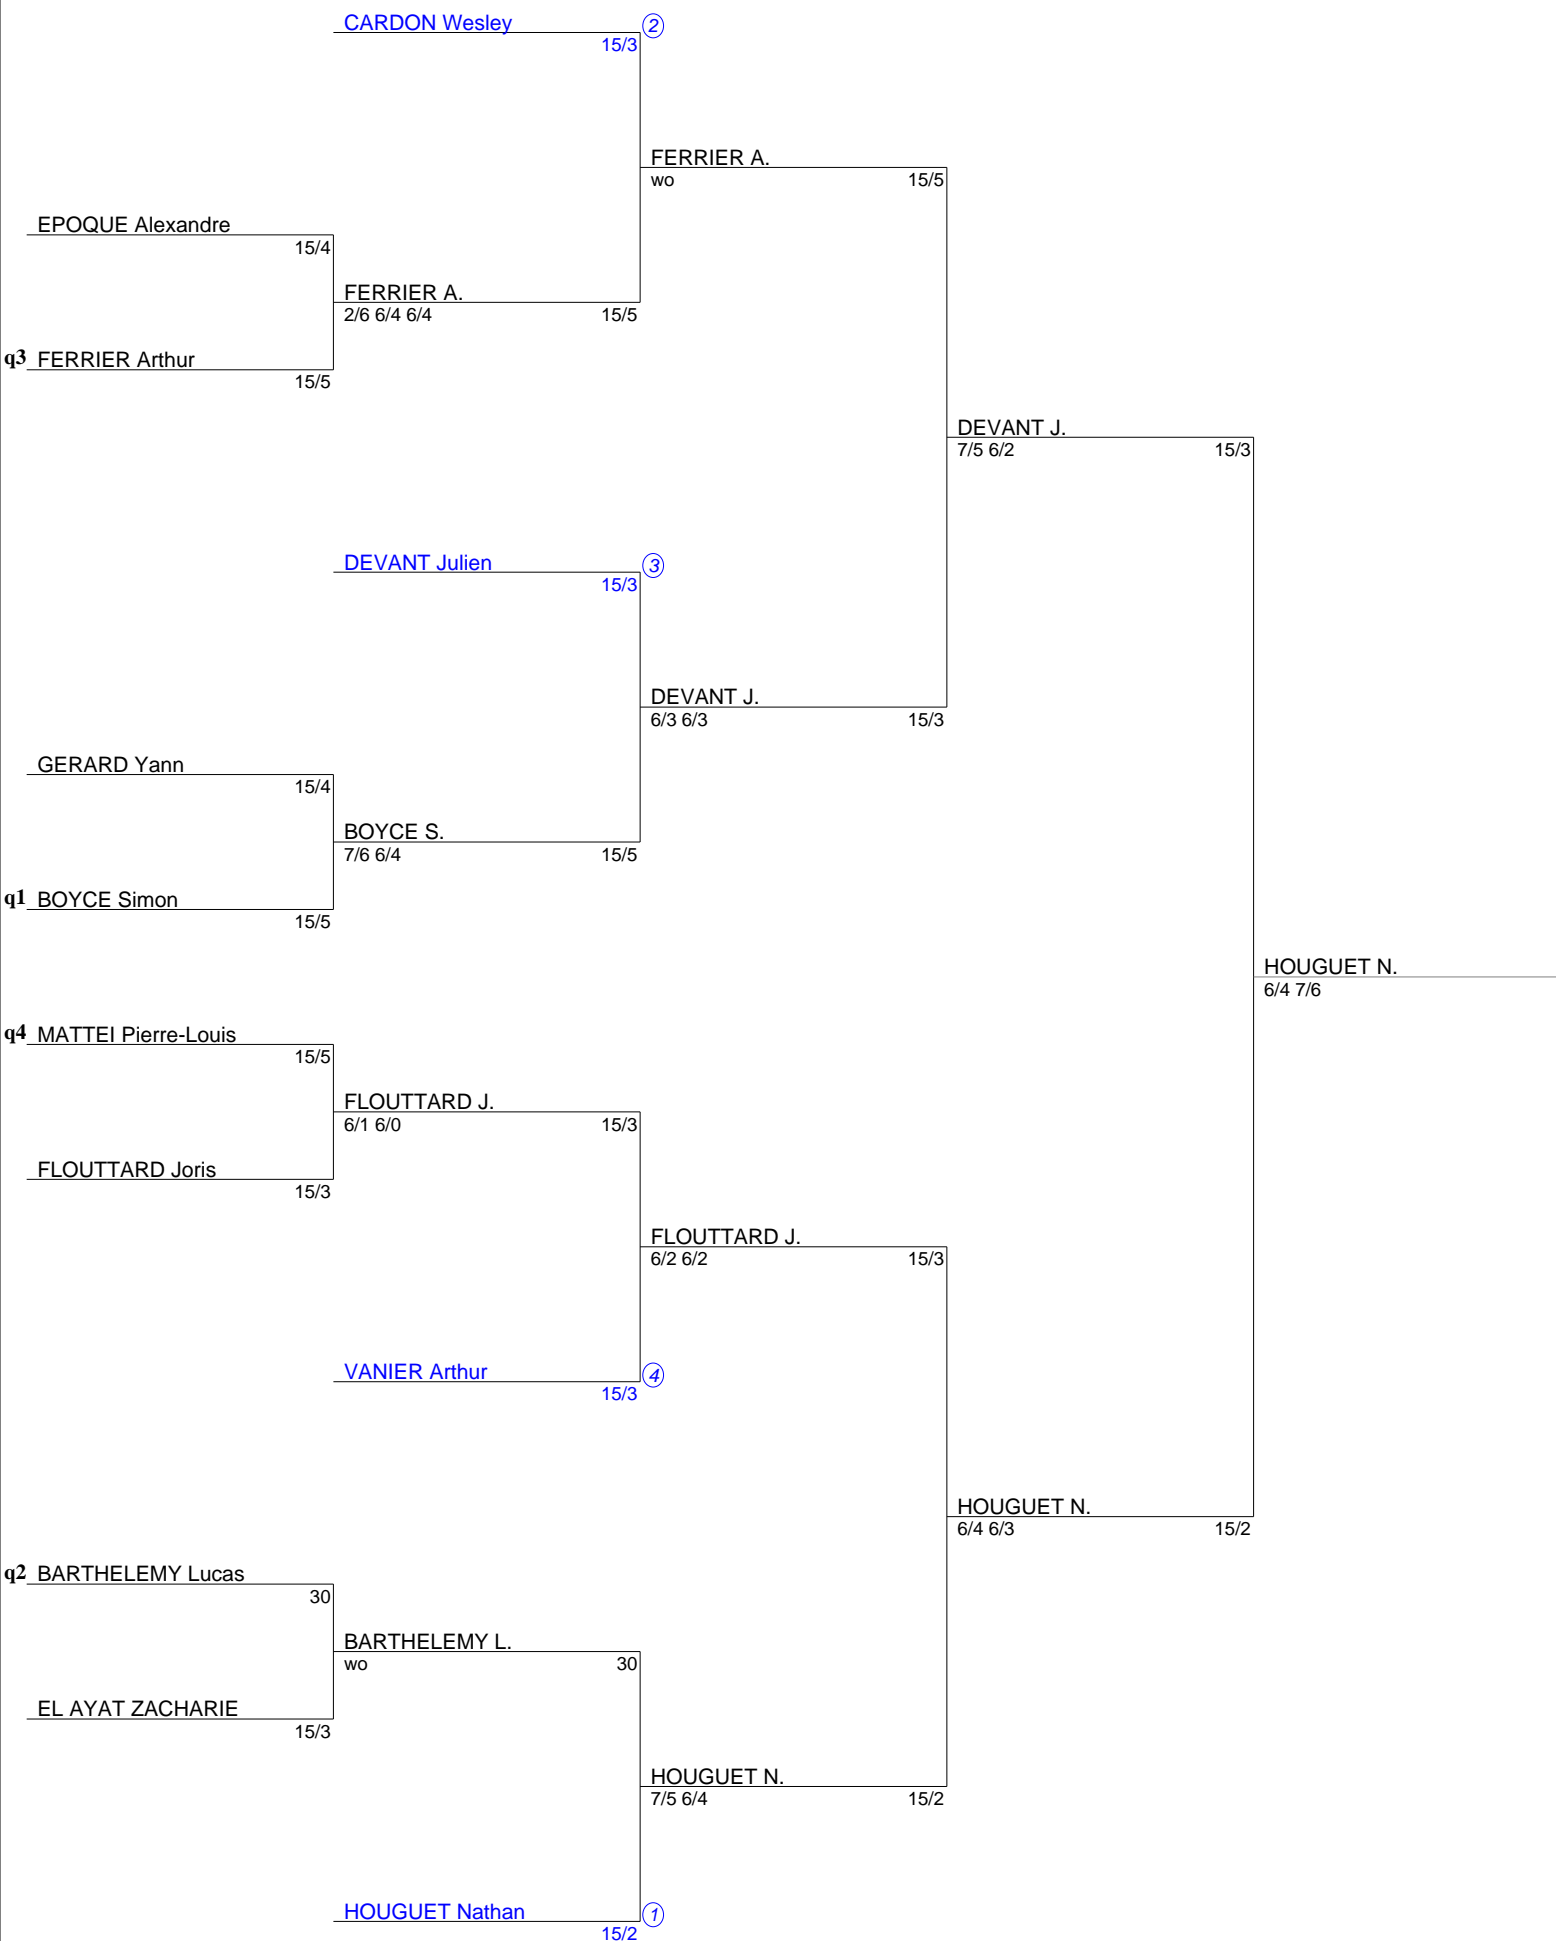 CARDON Wesley 2
15/3
FERRIER A.
wo 15/5
EPOQUE Alexandre
15/4
FERRIER A.
2/6 6/4 6/4 15/5
q3 FERRIER Arthur
15/5
DEVANT J.
7/5 6/2 15/3
DEVANT Julien 3
15/3
DEVANT J.
6/3 6/3 15/3
GERARD Yann
15/4
BOYCE S.
7/6 6/4 15/5
q1 BOYCE Simon
15/5
HOUGUET N.
6/4 7/6
q4 MATTEI Pierre-Louis
15/5
FLOUTTARD J.
6/1 6/0 15/3
FLOUTTARD Joris
15/3
FLOUTTARD J.
6/2 6/2 15/3
VANIER Arthur 4
15/3
HOUGUET N.
6/4 6/3 15/2
q2 BARTHELEMY Lucas
30
BARTHELEMY L.
wo 30
EL AYAT ZACHARIE
15/3
HOUGUET N.
7/5 6/4 15/2
HOUGUET Nathan 1
15/2